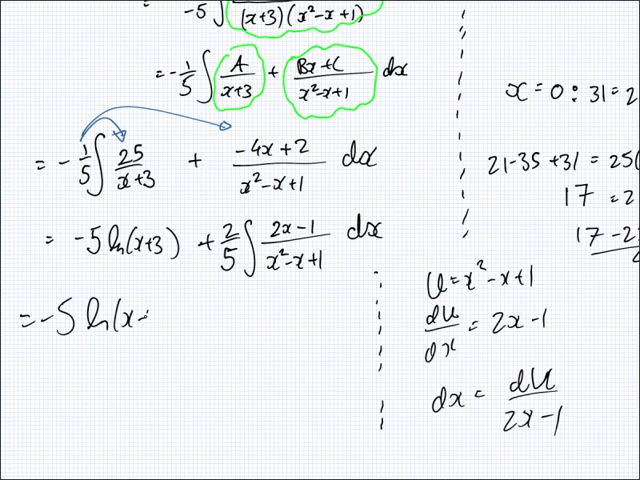 -5∫ (x+3)(x²-x+1)
= -1/5 ∫ A/(x+3) + (Bx+C)/(x²-x+1) dx
= -1/5 ∫ 25/(x+3) + (-4x+2)/(x²-x+1) dx
= -5 ln(x+3) + 2/5 ∫ (2x-1)/(x²-x+1) dx
= -5 ln(x-
x=0: 31=2
21-35+31=25(
17=2
17-2
U=x²-x+1
dU/dx = 2x-1
dx = dU/(2x-1)